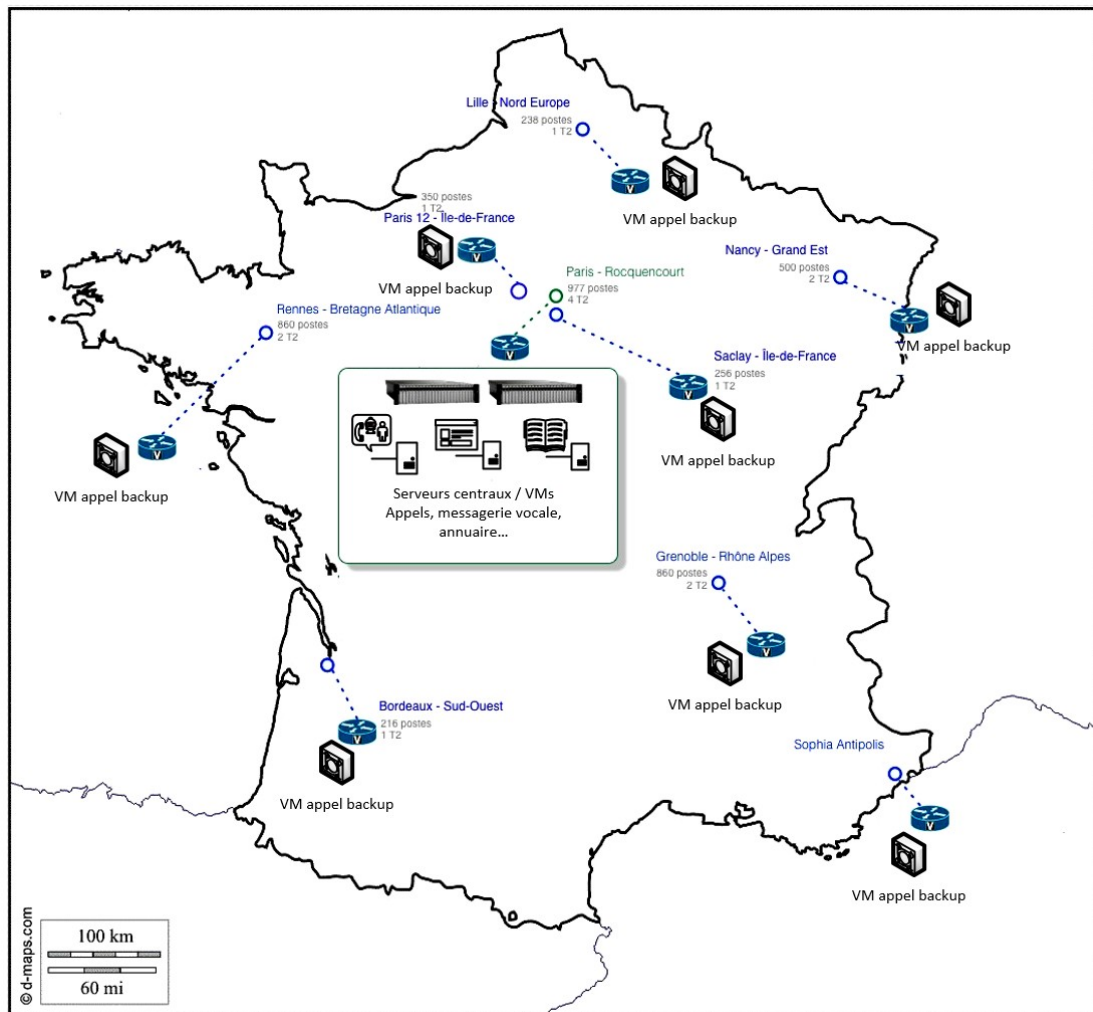 Lille - Nord Europe
238 postes
1 T2
VM appel backup
350 postes
1 T2
Paris 12 - Île-de-France
VM appel backup
Nancy - Grand Est
500 postes
2 T2
VM appel backup
Paris - Rocquencourt
977 postes
4 T2
Rennes - Bretagne Atlantique
860 postes
2 T2
VM appel backup
Saclay - Île-de-France
256 postes
1 T2
VM appel backup
Serveurs centraux / VMs
Appels, messagerie vocale,
annuaire...
Grenoble - Rhône Alpes
860 postes
2 T2
VM appel backup
Bordeaux - Sud-Ouest
216 postes
1 T2
VM appel backup
Sophia Antipolis
VM appel backup
V
V
V
V
V
V
V
V
V
100 km
60 mi
© d-maps.com